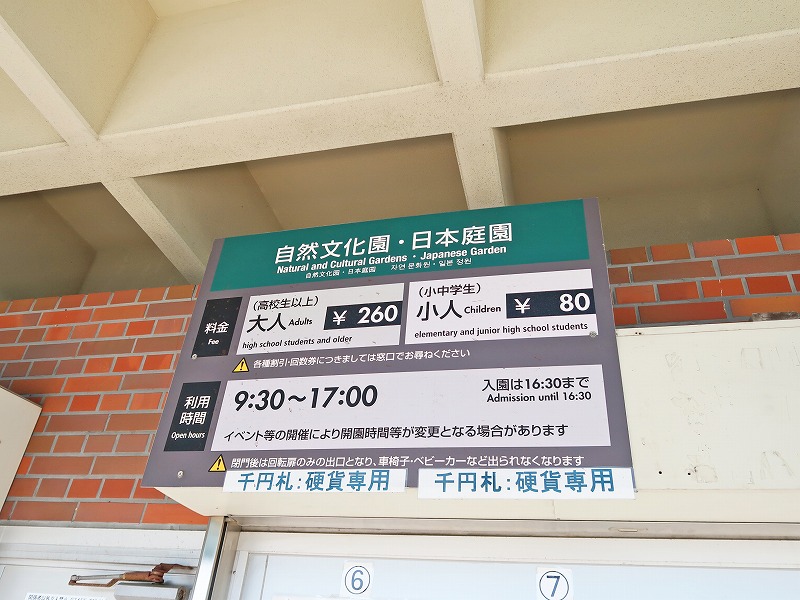 自然文化園・日本庭園
Natural and Cultural Gardens・Japanese Garden
自然文化园・日本庭园 자연 문화원・일본 정원
料金
Fee
(高校生以上)
大人 Adults ¥ 260
high school students and older
(小中学生)
小人 Children ¥ 80
elementary and junior high school students
各種割引・回数券につきましては窓口でお尋ねください
利用
時間
Open hours
9:30～17:00
入園は16:30まで
Admission until 16:30
イベント等の開催により開園時間等が変更となる場合があります
閉門後は回転扉のみの出口となり、車椅子・ベビーカーなど出られなくなります
千円札：硬貨専用
千円札：硬貨専用
⑥
⑦